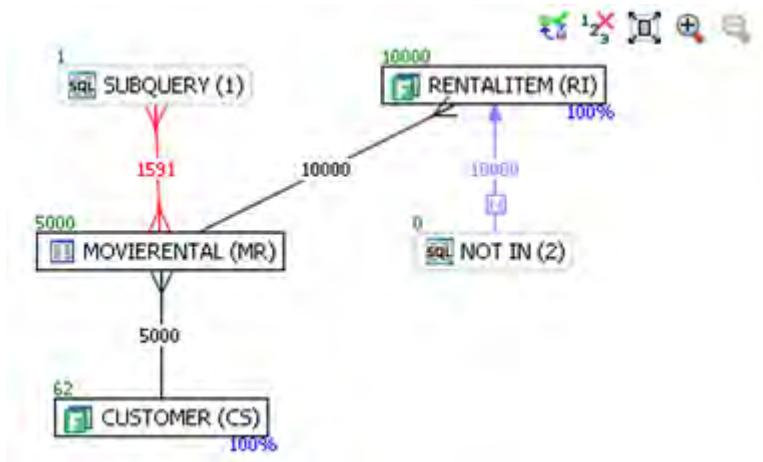 123
1
SQL SUBQUERY (1)
10000
RENTALITEM (RI)
100%
1591
10000
10000
5000
MOVIERENTAL (MR)
0
SQL NOT IN (2)
5000
62
CUSTOMER (CS)
100%